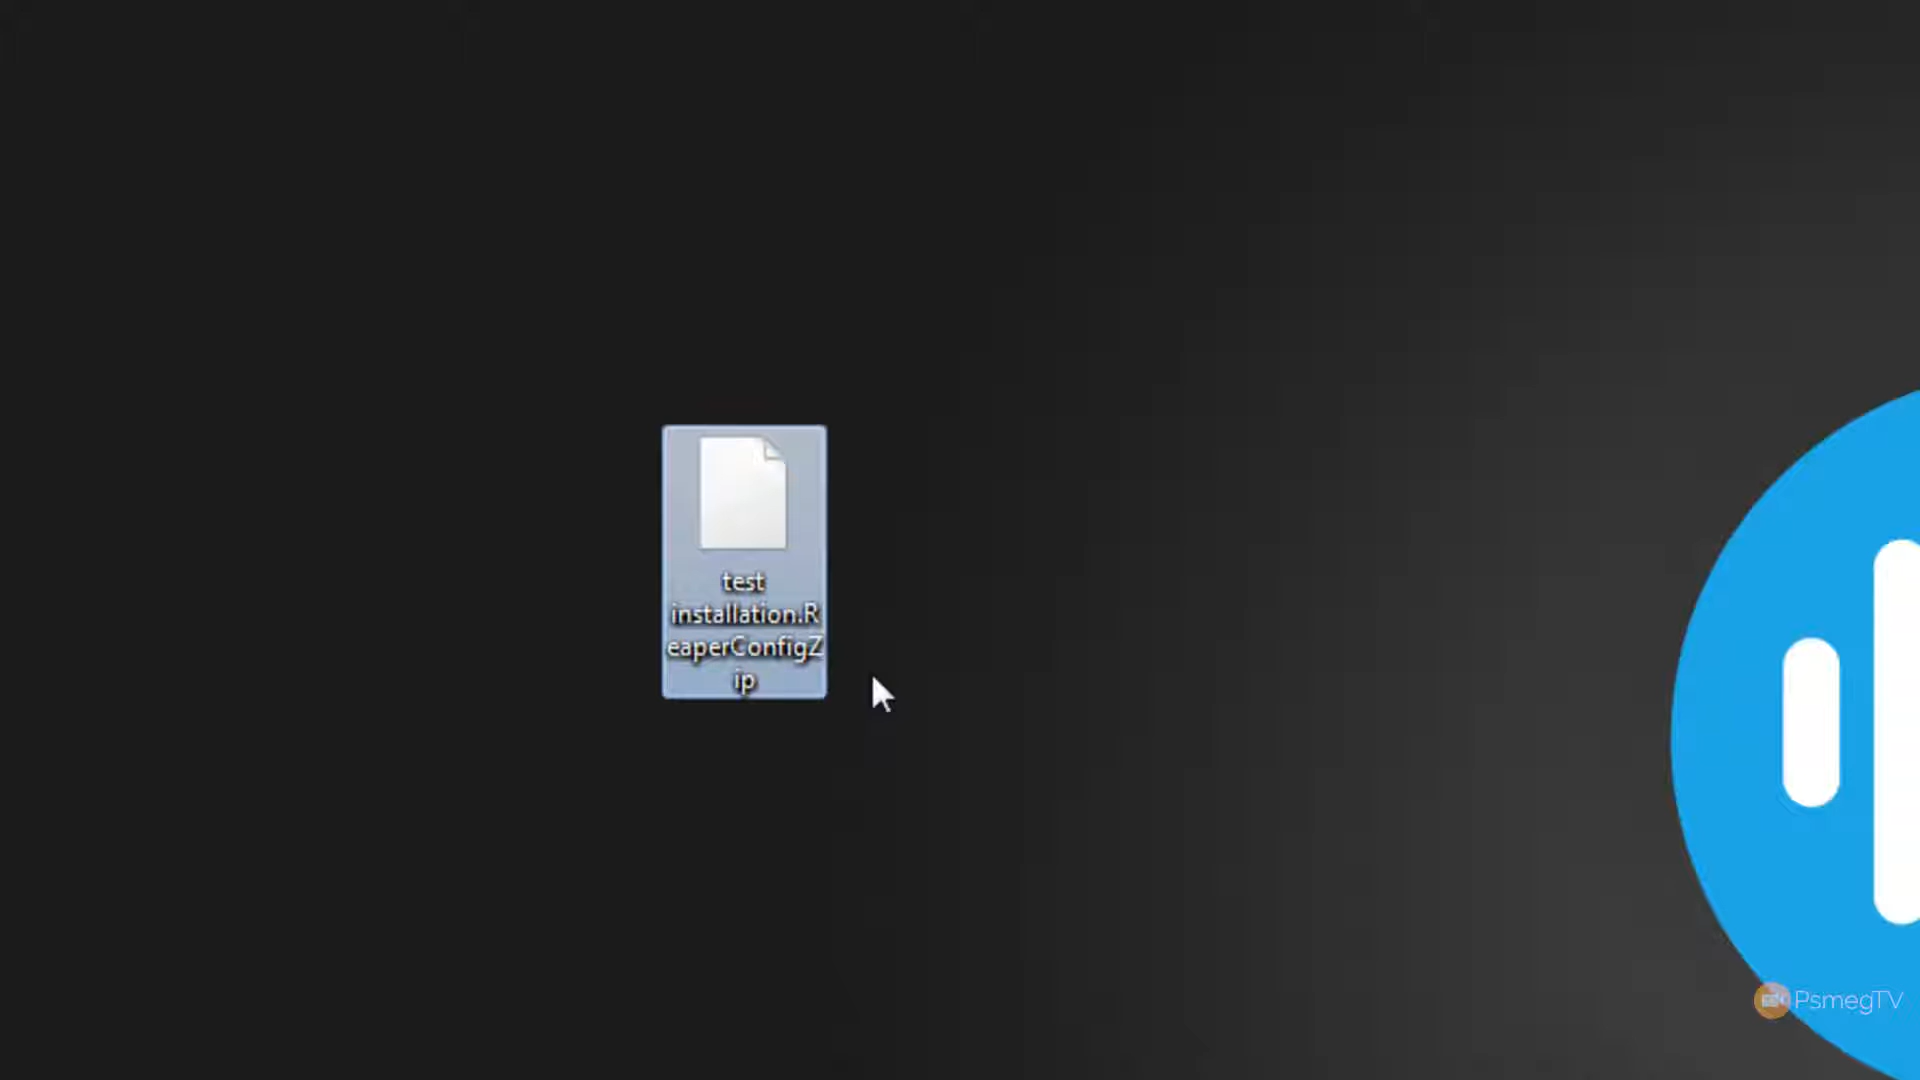 test
installation.R
eaperConfigZ
ip
PsmegTV